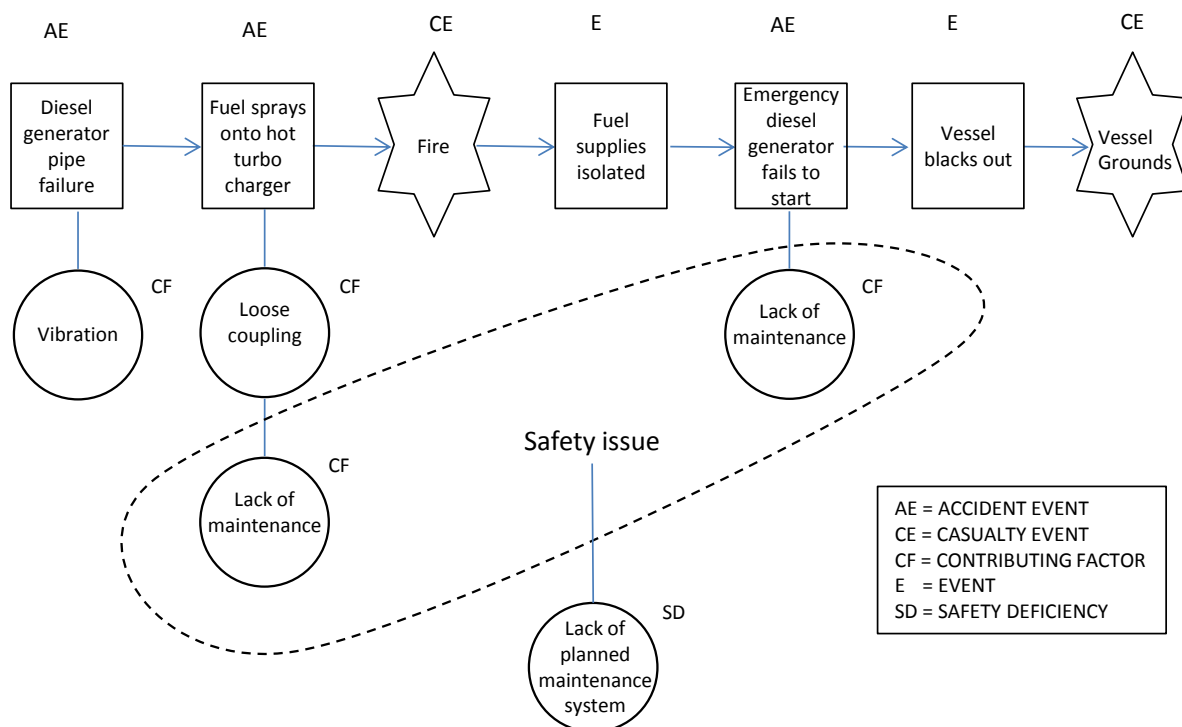 AE
AE
CE
E
AE
E
CE
Diesel
generator
pipe
failure
Fuel sprays
onto hot
turbo
charger
Fire
Fuel
supplies
isolated
Emergency
diesel
generator
fails to
start
Vessel
blacks out
Vessel
Grounds
CF
Vibration
CF
Loose
coupling
CF
Lack of
maintenance
CF
Lack of
maintenance
Safety issue
SD
Lack of
planned
maintenance
system
AE = ACCIDENT EVENT
CE = CASUALTY EVENT
CF = CONTRIBUTING FACTOR
E = EVENT
SD = SAFETY DEFICIENCY